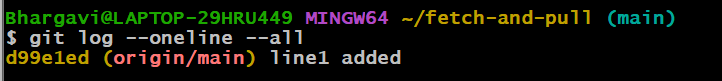 Bhargavi@LAPTOP-29HRU449 MINGW64 ~/fetch-and-pull (main)
$ git log --oneline --all
d99e1ed (origin/main) line1 added